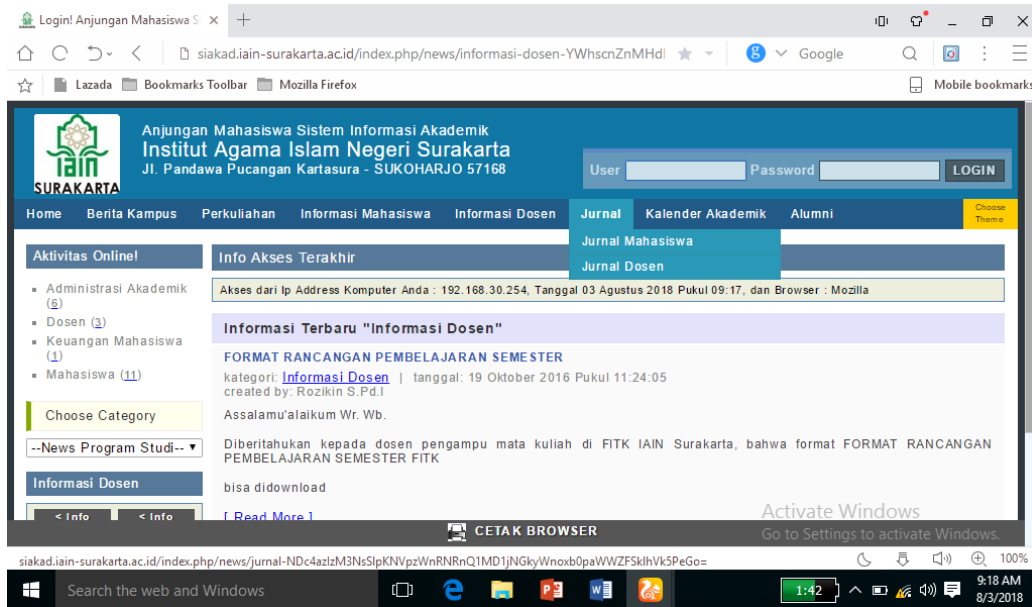 Login! Anjungan Mahasiswa S
siakad.iain-surakarta.ac.id/index.php/news/informasi-dosen-YWhscnZnMHdl
Google
Lazada Bookmarks Toolbar Mozilla Firefox Mobile bookmarks
iain
SURAKARTA
Anjungan Mahasiswa Sistem Informasi Akademik
Institut Agama Islam Negeri Surakarta
Jl. Pandawa Pucangan Kartasura - SUKOHARJO 57168
User Password LOGIN
Home Berita Kampus Perkuliahan Informasi Mahasiswa Informasi Dosen Jurnal Kalender Akademik Alumni Choose Theme
Jurnal Mahasiswa
Jurnal Dosen
Aktivitas Online!
Administrasi Akademik
(6)
Dosen (3)
Keuangan Mahasiswa
(1)
Mahasiswa (11)
Choose Category
--News Program Studi--
Informasi Dosen
< Info < Info
Info Akses Terakhir
Akses dari Ip Address Komputer Anda : 192.168.30.254, Tanggal 03 Agustus 2018 Pukul 09:17, dan Browser : Mozilla
Informasi Terbaru "Informasi Dosen"
FORMAT RANCANGAN PEMBELAJARAN SEMESTER
kategori: Informasi Dosen | tanggal: 19 Oktober 2016 Pukul 11:24:05
created by: Rozikin S.Pd.I
Assalamu'alaikum Wr. Wb.
Diberitahukan kepada dosen pengampu mata kuliah di FITK IAIN Surakarta, bahwa format FORMAT RANCANGAN
PEMBELAJARAN SEMESTER FITK
bisa didownload
[ Read More ]
CETAK BROWSER
Activate Windows
Go to Settings to activate Windows.
100%
Search the web and Windows
1:42
9:18 AM
8/3/2018